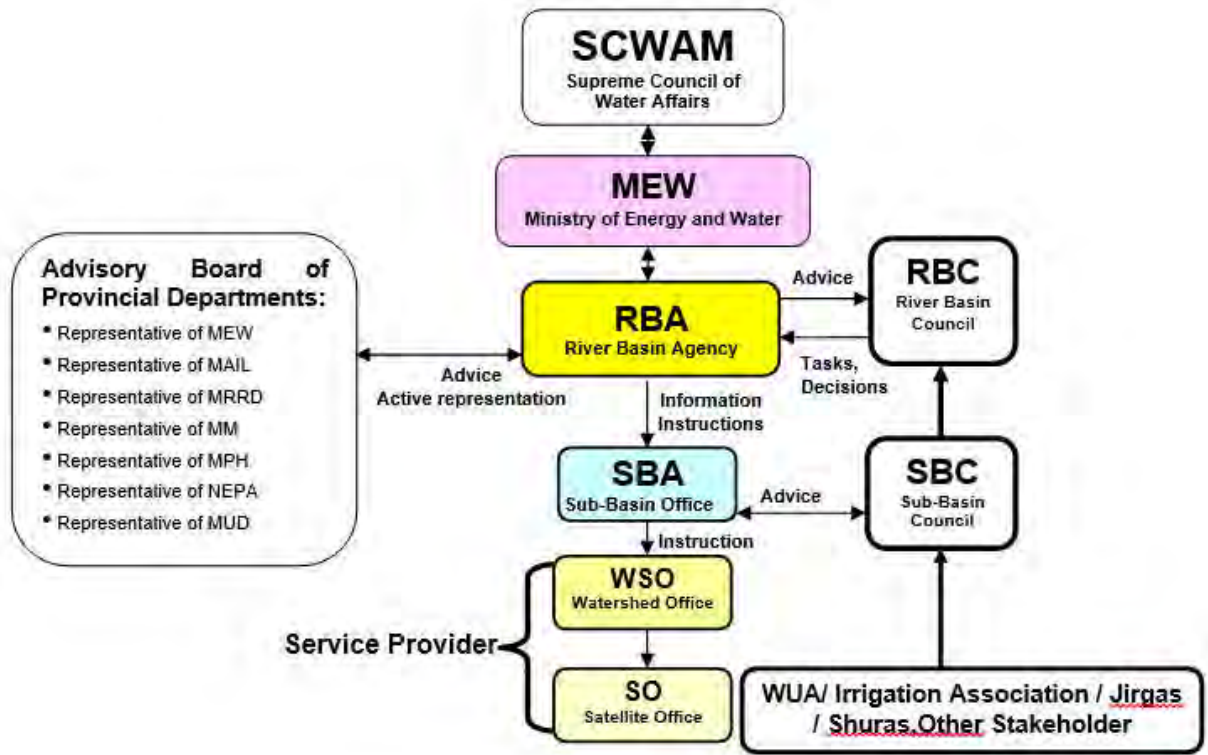 SCWAM
Supreme Council of
Water Affairs
MEW
Ministry of Energy and Water
Advisory Board of
Provincial Departments:
• Representative of MEW
• Representative of MAIL
• Representative of MRRD
• Representative of MM
• Representative of MPH
• Representative of NEPA
• Representative of MUD
Advice
Active representation
RBA
River Basin Agency
Advice
Tasks,
Decisions
RBC
River Basin
Council
Information
Instructions
SBA
Sub-Basin Office
Advice
SBC
Sub-Basin
Council
Instruction
WSO
Watershed Office
Service Provider
SO
Satellite Office
WUA/ Irrigation Association / Jirgas
/ Shuras,Other Stakeholder